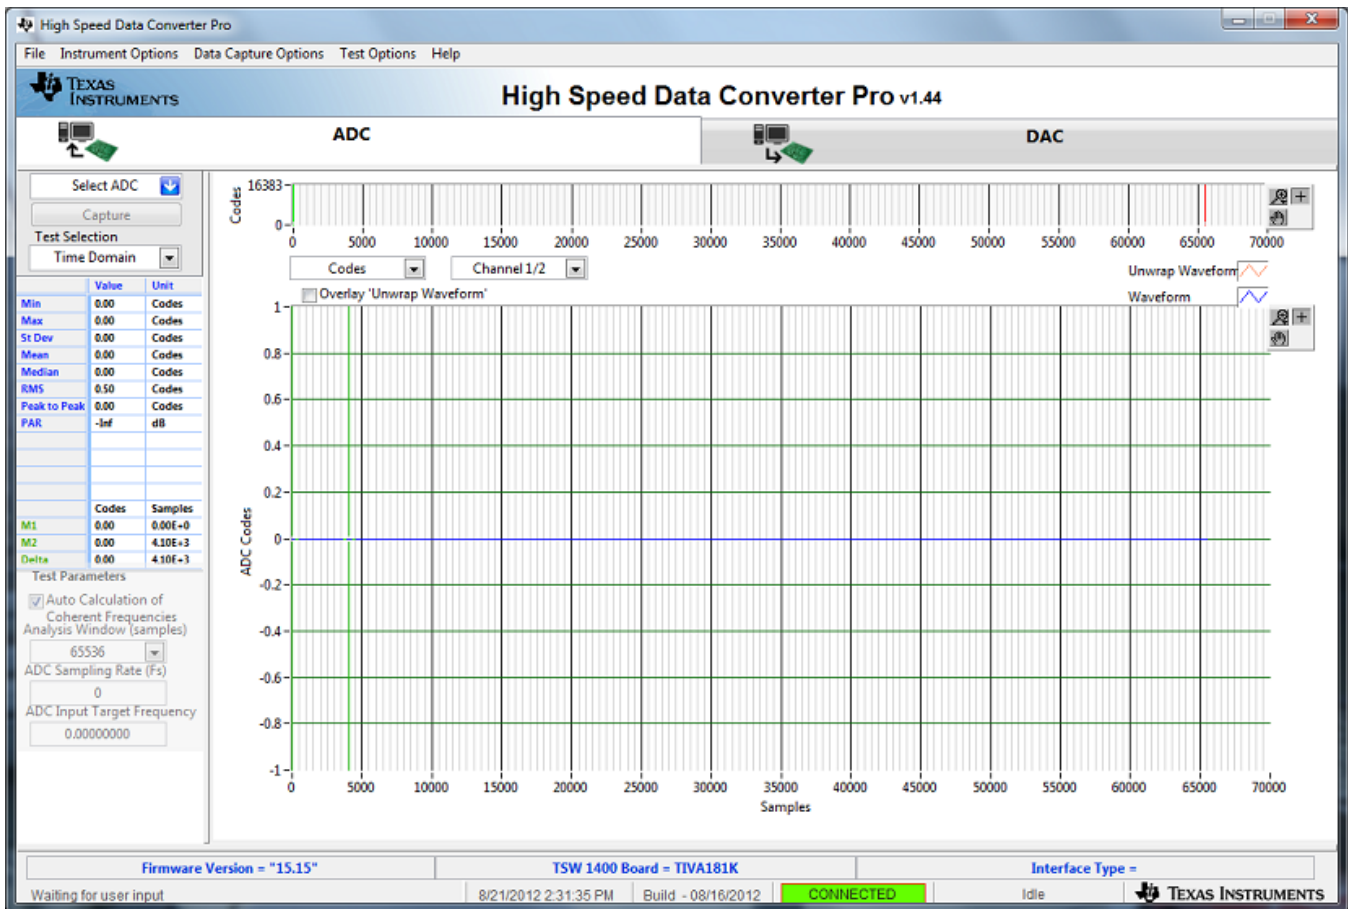 High Speed Data Converter Pro
File Instrument Options Data Capture Options Test Options Help
TEXAS INSTRUMENTS
High Speed Data Converter Pro v1.44
ADC
DAC
Select ADC
Capture
Test Selection
Time Domain
Value Unit
Min 0.00 Codes
Max 0.00 Codes
St Dev 0.00 Codes
Mean 0.00 Codes
Median 0.00 Codes
RMS 0.50 Codes
Peak to Peak 0.00 Codes
PAR -Inf dB
Codes Samples
M1 0.00 0.00E+0
M2 0.00 4.10E+3
Delta 0.00 4.10E+3
Test Parameters
Auto Calculation of
Coherent Frequencies
Analysis Window (samples)
65536
ADC Sampling Rate (Fs)
0
ADC Input Target Frequency
0.00000000
Codes
16383
0
0 5000 10000 15000 20000 25000 30000 35000 40000 45000 50000 55000 60000 65000 70000
Codes
Channel 1/2
Unwrap Waveform
Overlay 'Unwrap Waveform'
Waveform
ADC Codes
1
0.8
0.6
0.4
0.2
0
-0.2
-0.4
-0.6
-0.8
-1
0 5000 10000 15000 20000 25000 30000 35000 40000 45000 50000 55000 60000 65000 70000
Samples
Firmware Version = "15.15"
TSW 1400 Board = TIVA181K
Interface Type =
Waiting for user input
8/21/2012 2:31:35 PM
Build - 08/16/2012
CONNECTED
Idle
TEXAS INSTRUMENTS